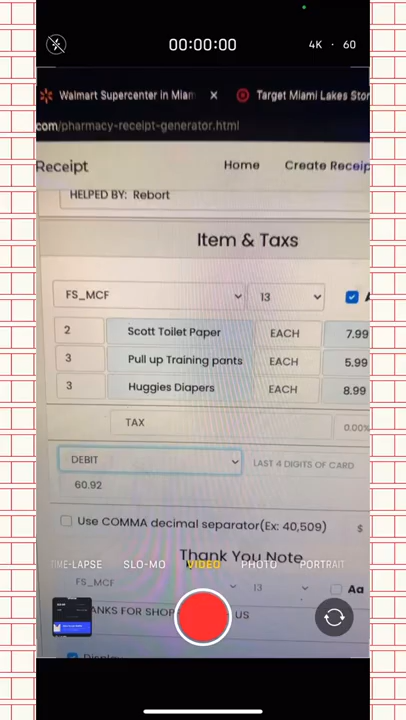 00:00:00
4K · 60
Walmart Supercenter in Miam × Target Miami Lakes Stor
com/pharmacy-receipt-generator.html
Receipt Home Create Receip
HELPED BY: Rebort
Item & Taxs
FS_MCF 13 A
2 Scott Toilet Paper EACH 7.99
3 Pull up Training pants EACH 5.99
3 Huggies Diapers EACH 8.99
TAX 0.00%
DEBIT LAST 4 DIGITS OF CARD
60.92
Use COMMA decimal separator(Ex: 40,509) $
Thank You Note
TIME-LAPSE SLO-MO VIDEO PHOTO PORTRAIT
FS_MCF 13 Aa
ANKS FOR SHOP US